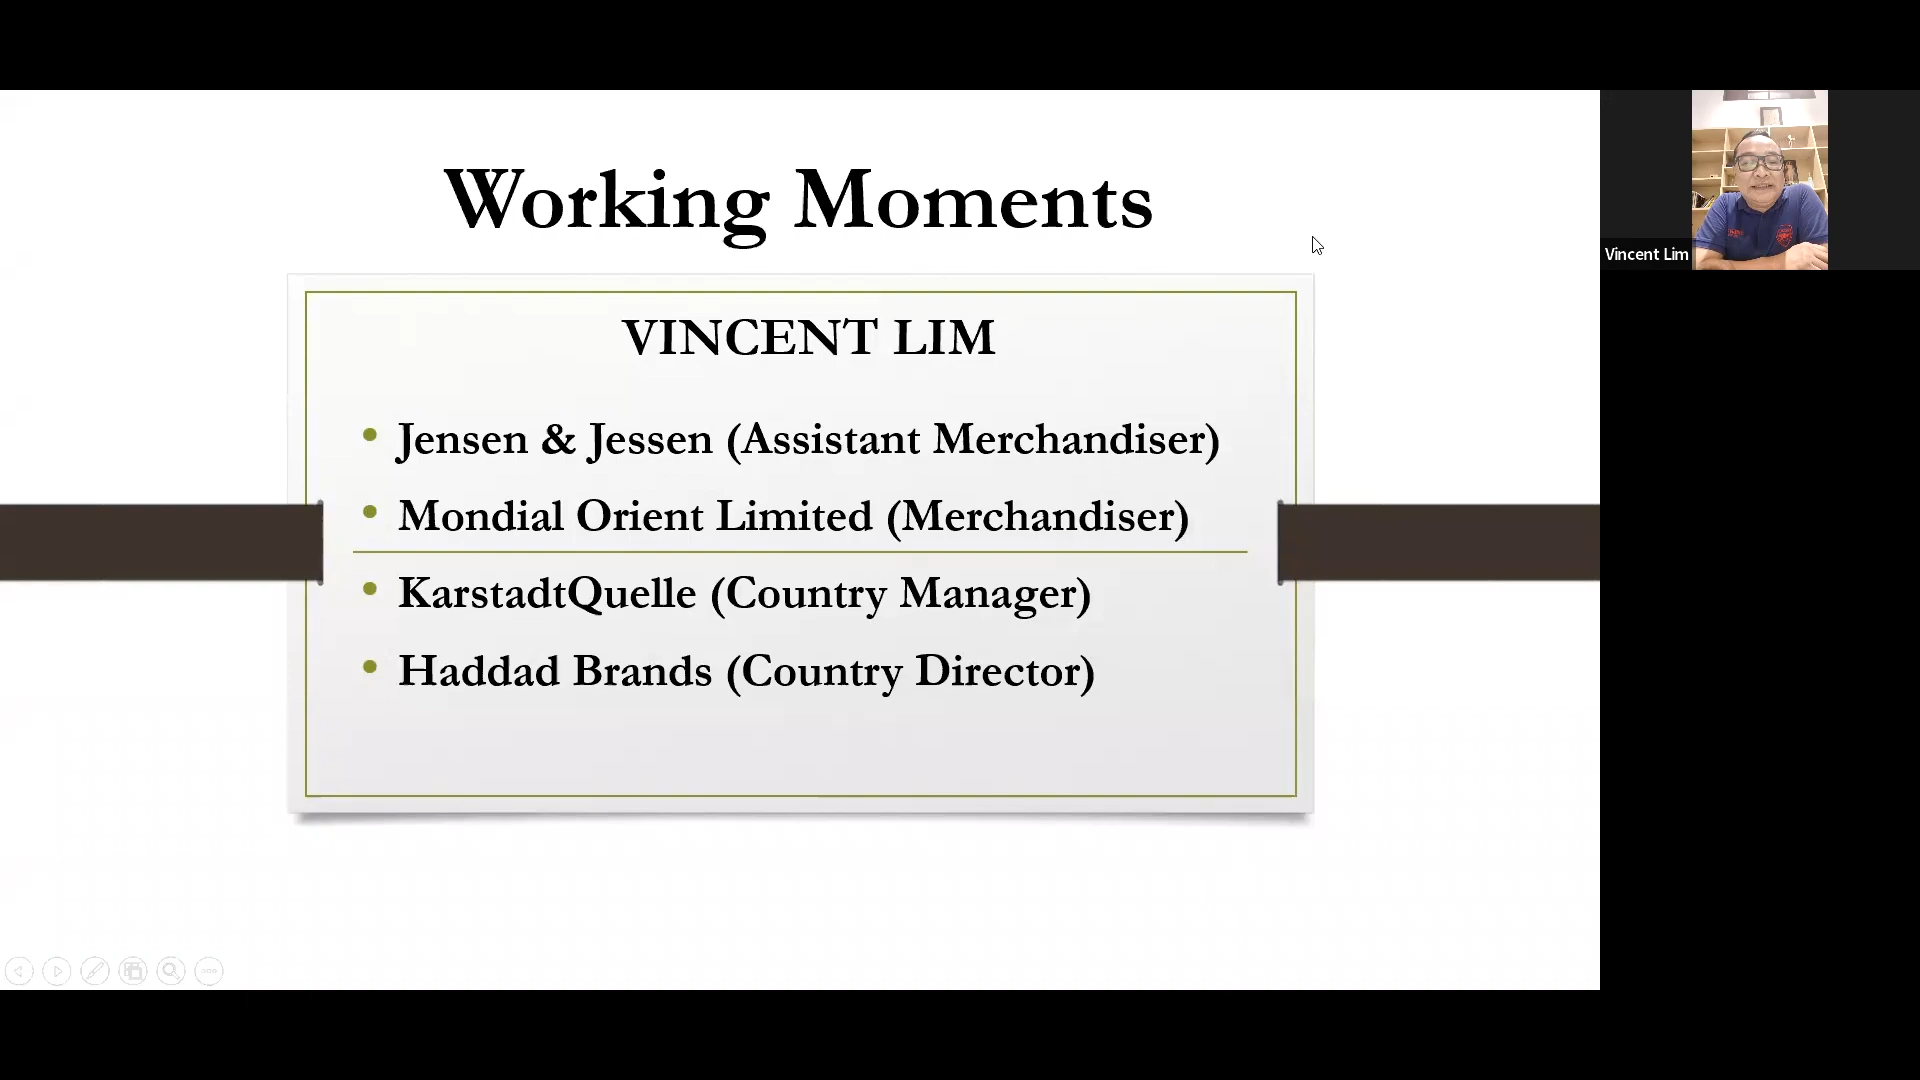 Working Moments
VINCENT LIM
• Jensen & Jessen (Assistant Merchandiser)
• Mondial Orient Limited (Merchandiser)
• KarstadtQuelle (Country Manager)
• Haddad Brands (Country Director)
Vincent Lim